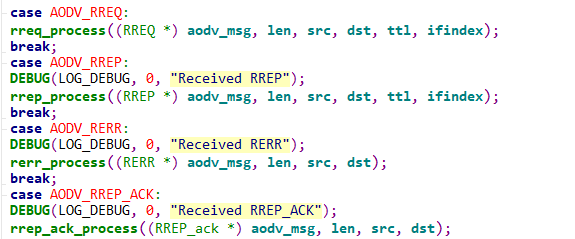 case AODV_RREQ:
rreq_process((RREQ *) aodv_msg, len, src, dst, ttl, ifindex);
break;
case AODV_RREP:
DEBUG(LOG_DEBUG, 0, "Received RREP");
rrep_process((RREP *) aodv_msg, len, src, dst, ttl, ifindex);
break;
case AODV_RERR:
DEBUG(LOG_DEBUG, 0, "Received RERR");
rerr_process((RERR *) aodv_msg, len, src, dst);
break;
case AODV_RREP_ACK:
DEBUG(LOG_DEBUG, 0, "Received RREP_ACK");
rrep_ack_process((RREP_ack *) aodv_msg, len, src, dst);